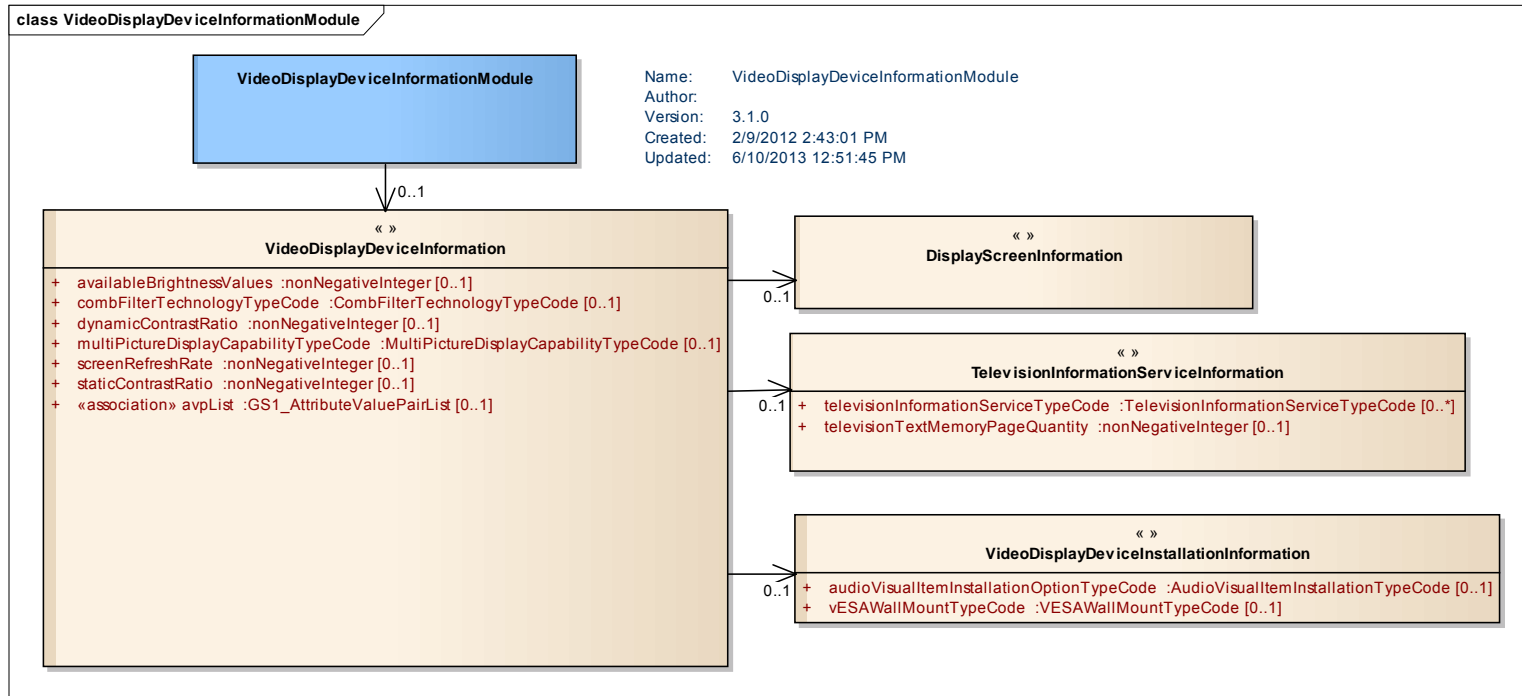 class VideoDisplayDeviceInformationModule
VideoDisplayDeviceInformationModule
Name: VideoDisplayDeviceInformationModule
Author:
Version: 3.1.0
Created: 2/9/2012 2:43:01 PM
Updated: 6/10/2013 12:51:45 PM
0..1
« »
VideoDisplayDeviceInformation
+ availableBrightnessValues :nonNegativeInteger [0..1]
+ combFilterTechnologyTypeCode :CombFilterTechnologyTypeCode [0..1]
+ dynamicContrastRatio :nonNegativeInteger [0..1]
+ multiPictureDisplayCapabilityTypeCode :MultiPictureDisplayCapabilityTypeCode [0..1]
+ screenRefreshRate :nonNegativeInteger [0..1]
+ staticContrastRatio :nonNegativeInteger [0..1]
+ «association» avpList :GS1_AttributeValuePairList [0..1]
0..1
« »
DisplayScreenInformation
0..1
« »
TelevisionInformationServiceInformation
+ televisionInformationServiceTypeCode :TelevisionInformationServiceTypeCode [0..*]
+ televisionTextMemoryPageQuantity :nonNegativeInteger [0..1]
0..1
« »
VideoDisplayDeviceInstallationInformation
+ audioVisualItemInstallationOptionTypeCode :AudioVisualItemInstallationTypeCode [0..1]
+ vESAWallMountTypeCode :VESAWallMountTypeCode [0..1]